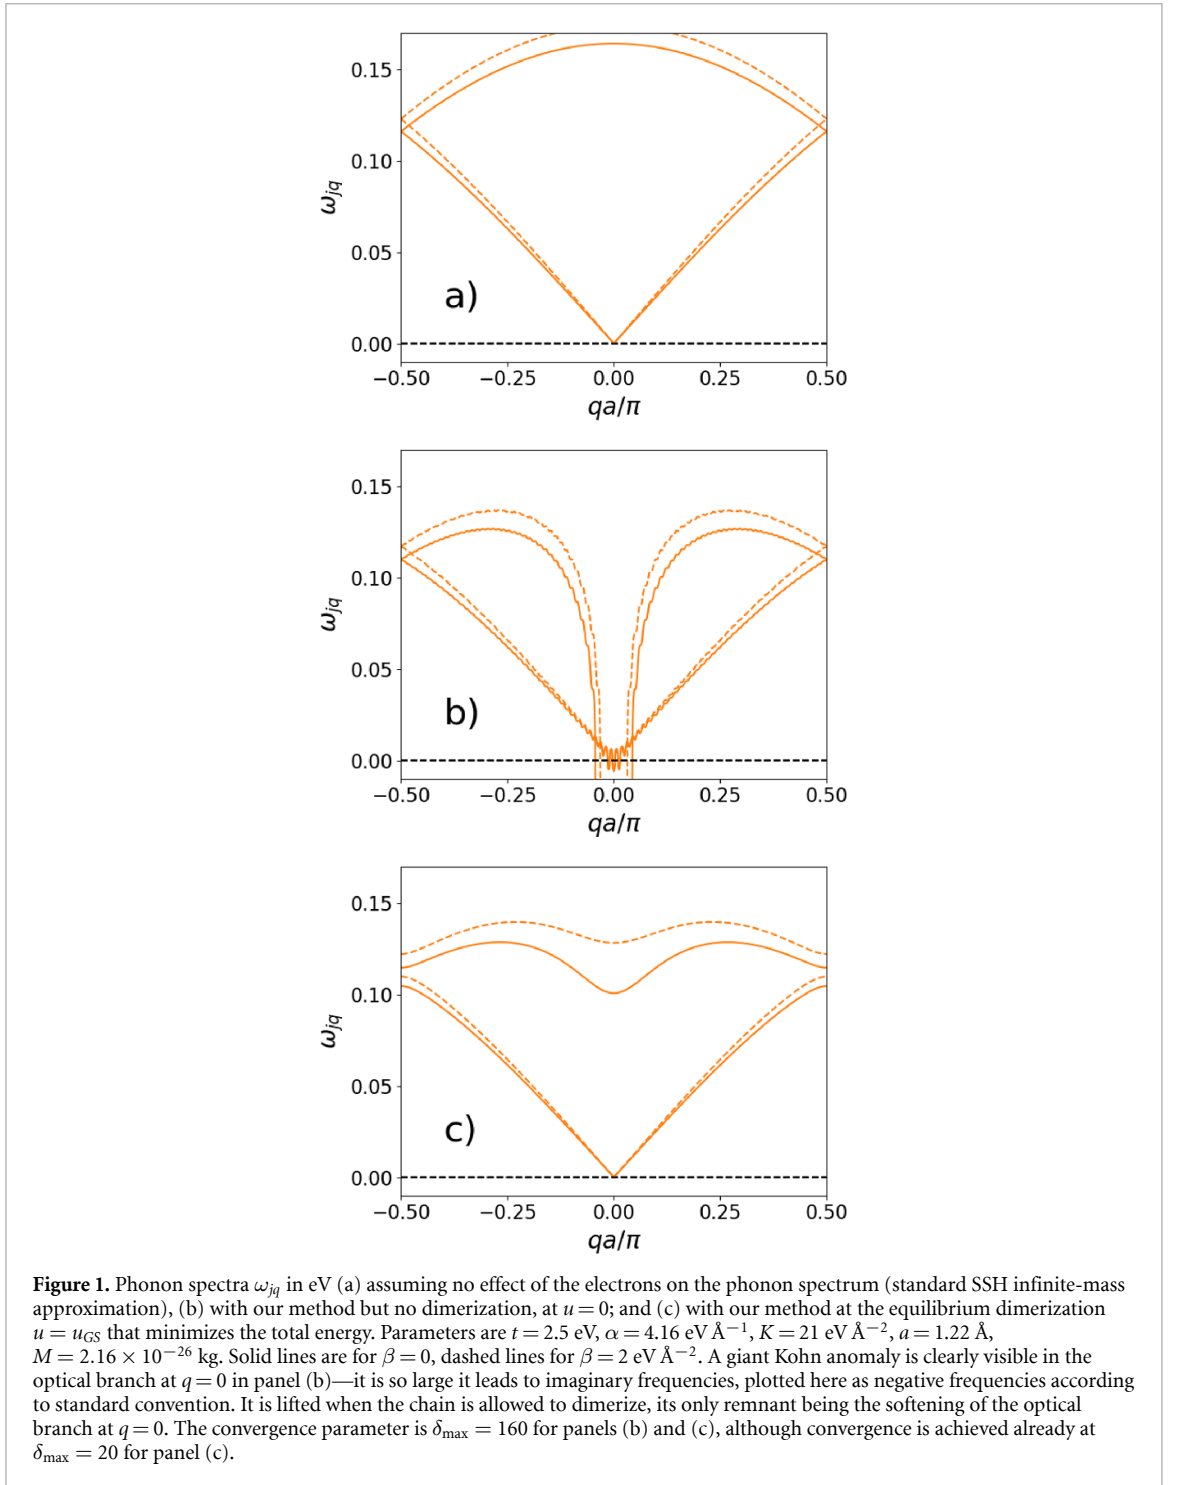 0.15
0.10
0.05
0.00
ωjq
a)
−0.50 −0.25 0.00 0.25 0.50
qa/π
0.15
0.10
0.05
0.00
ωjq
b)
−0.50 −0.25 0.00 0.25 0.50
qa/π
0.15
0.10
0.05
0.00
ωjq
c)
−0.50 −0.25 0.00 0.25 0.50
qa/π
Figure 1. Phonon spectra ωjq in eV (a) assuming no effect of the electrons on the phonon spectrum (standard SSH infinite-mass
approximation), (b) with our method but no dimerization, at u = 0; and (c) with our method at the equilibrium dimerization
u = uGS that minimizes the total energy. Parameters are t = 2.5 eV, α = 4.16 eV Å−1, K = 21 eV Å−2, a = 1.22 Å,
M = 2.16 × 10−26 kg. Solid lines are for β = 0, dashed lines for β = 2 eV Å−2. A giant Kohn anomaly is clearly visible in the
optical branch at q = 0 in panel (b)—it is so large it leads to imaginary frequencies, plotted here as negative frequencies according
to standard convention. It is lifted when the chain is allowed to dimerize, its only remnant being the softening of the optical
branch at q = 0. The convergence parameter is δmax = 160 for panels (b) and (c), although convergence is achieved already at
δmax = 20 for panel (c).